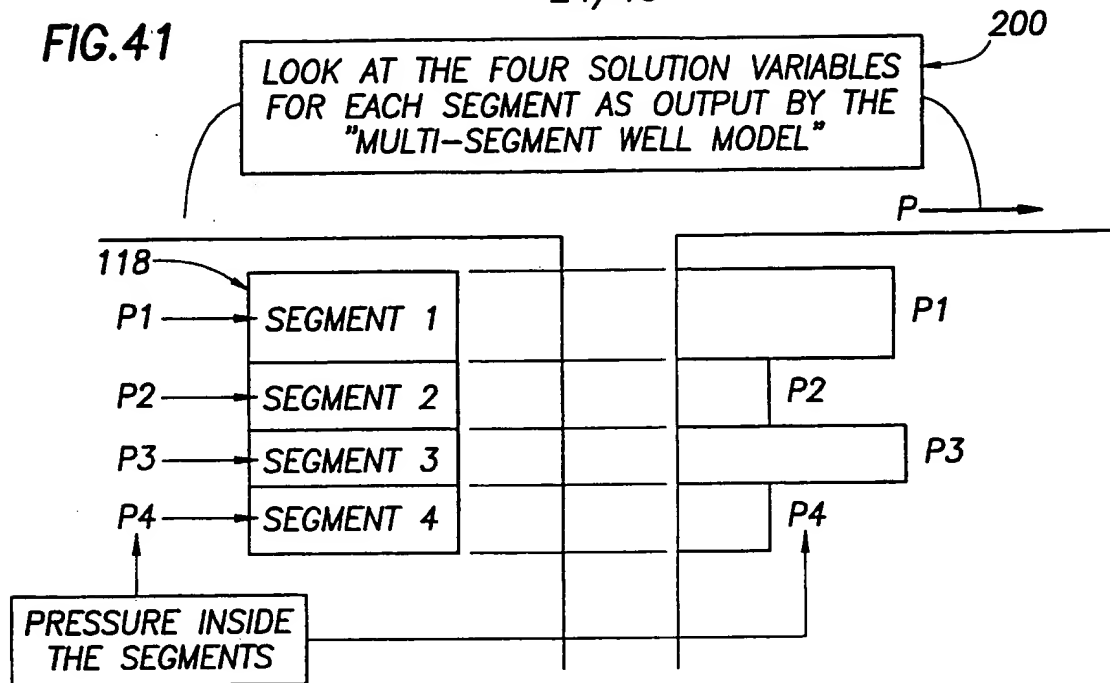 FIG.41
200
LOOK AT THE FOUR SOLUTION VARIABLES
FOR EACH SEGMENT AS OUTPUT BY THE
"MULTI-SEGMENT WELL MODEL"
P
118
P1
SEGMENT 1
P1
P2
SEGMENT 2
P2
P3
SEGMENT 3
P3
P4
SEGMENT 4
P4
PRESSURE INSIDE
THE SEGMENTS